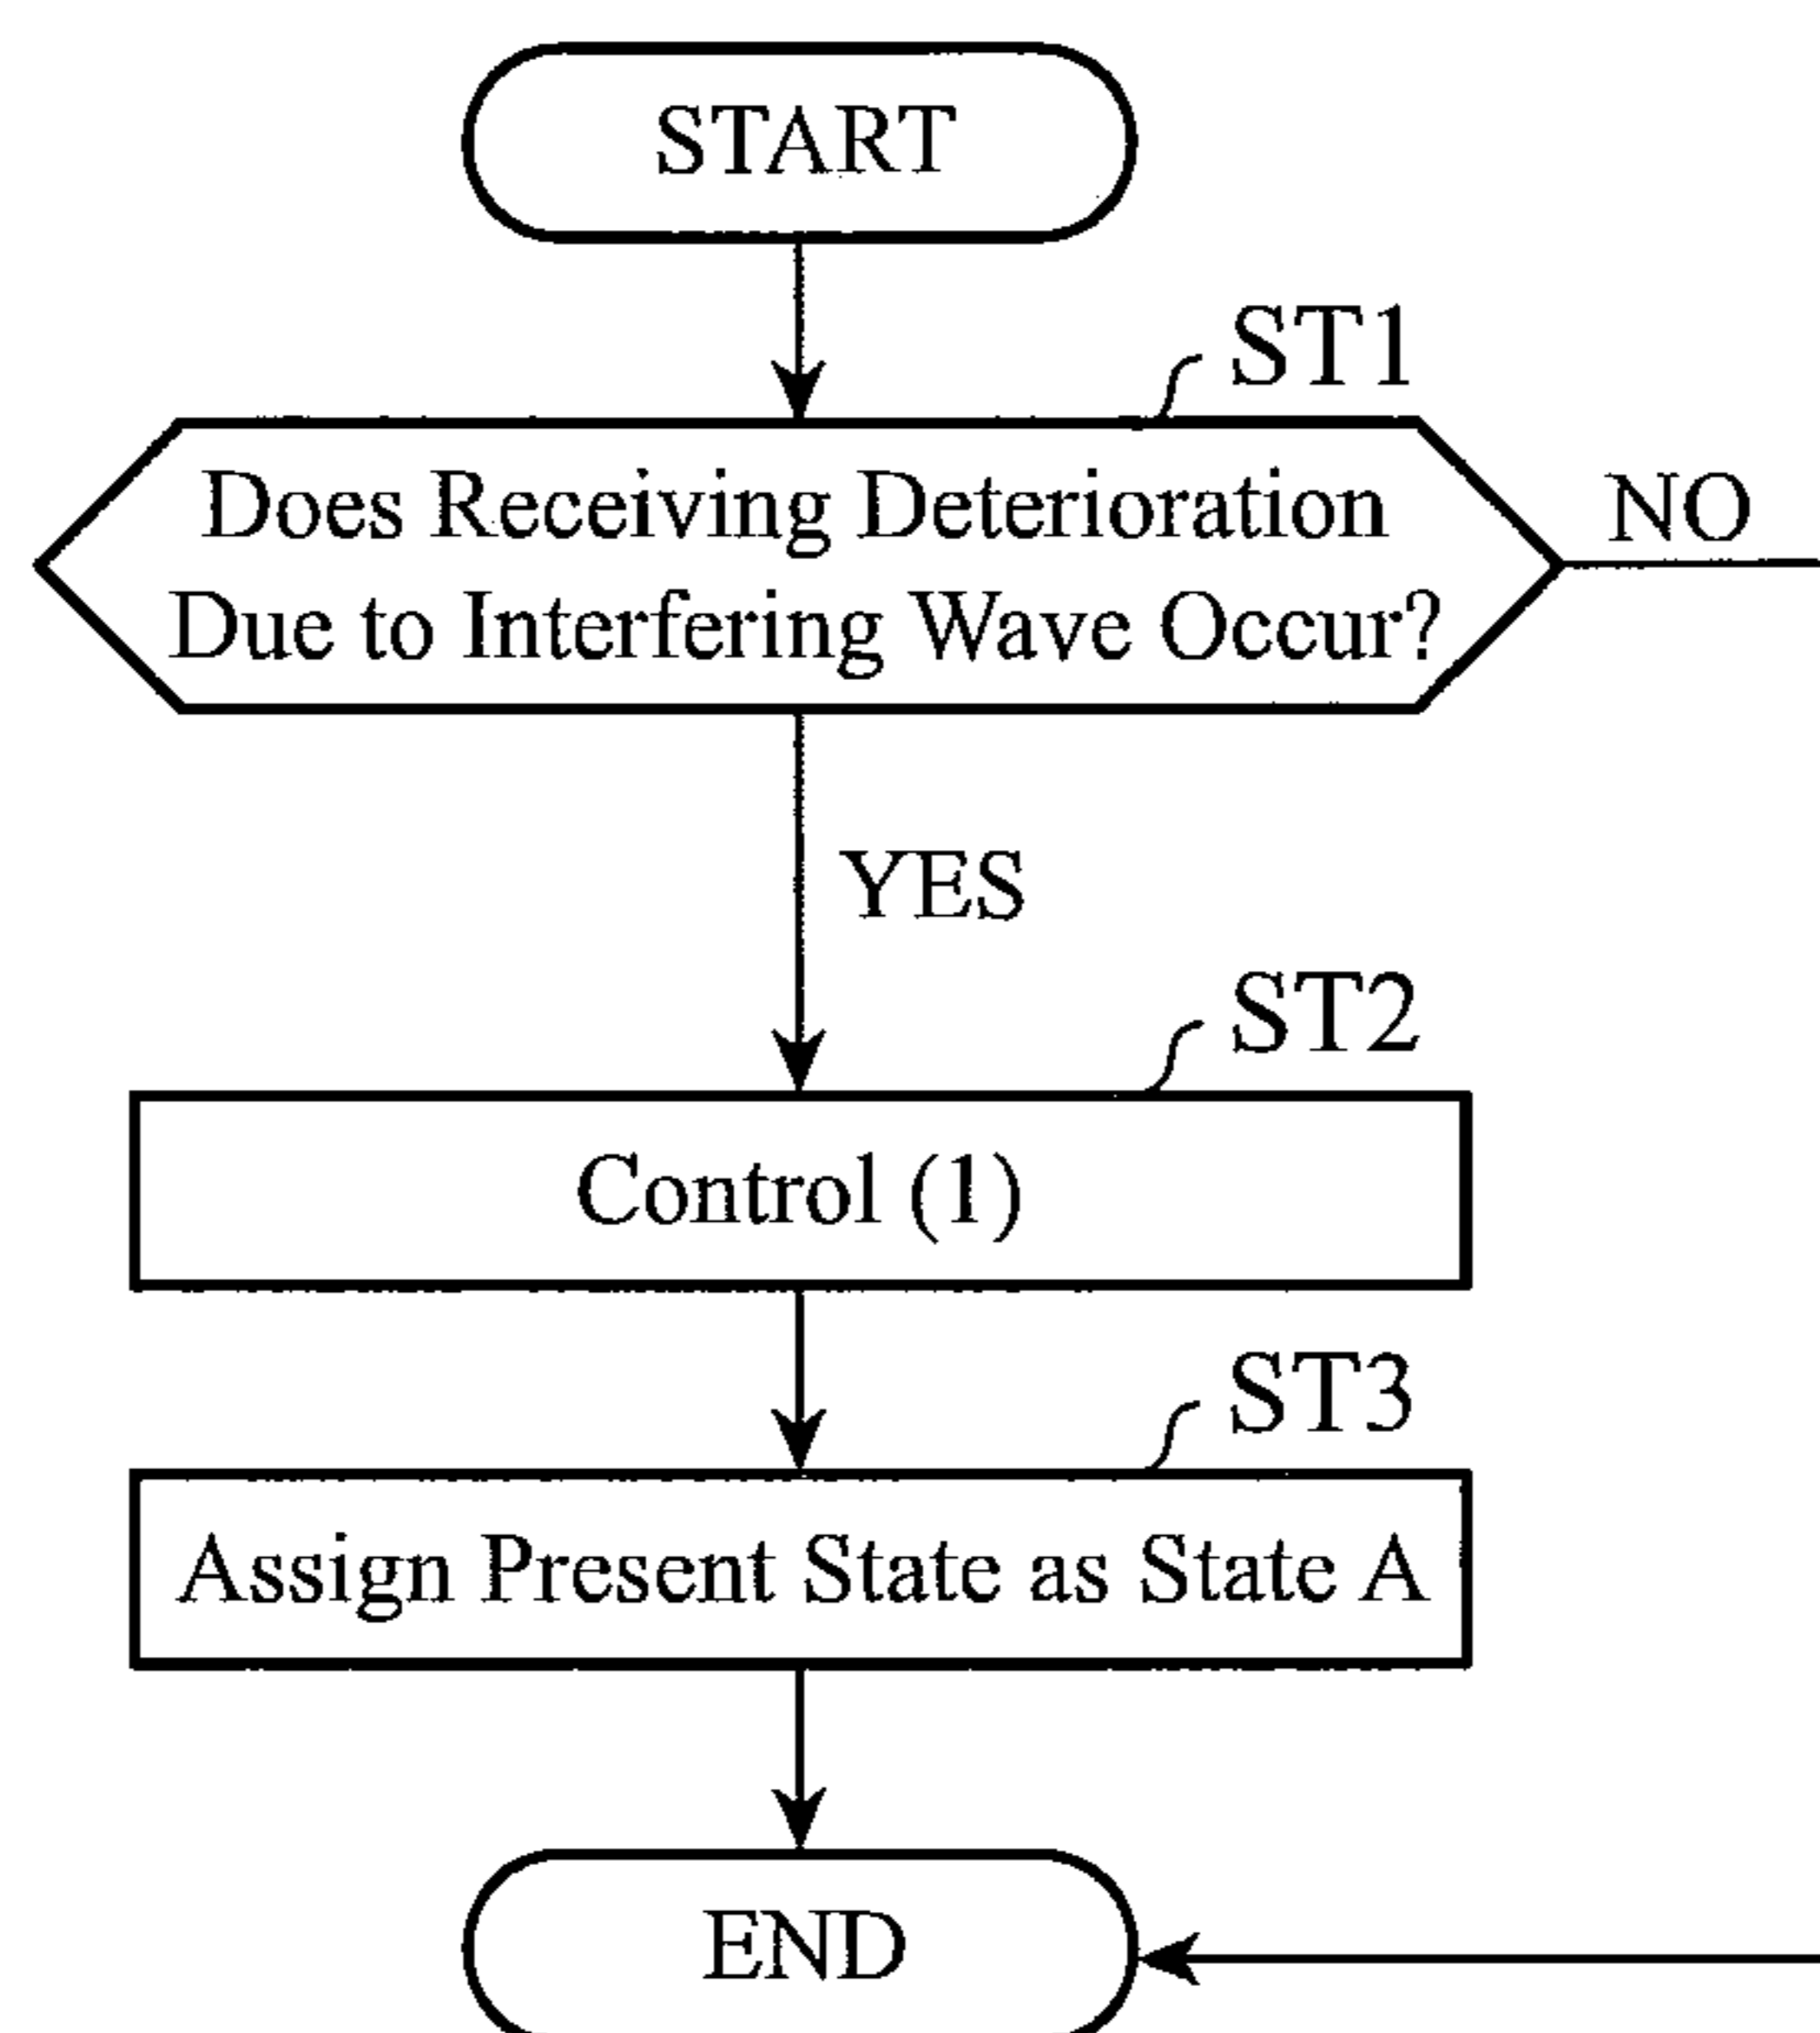 START
ST1
Does Receiving Deterioration
Due to Interfering Wave Occur?
NO
YES
ST2
Control (1)
ST3
Assign Present State as State A
END